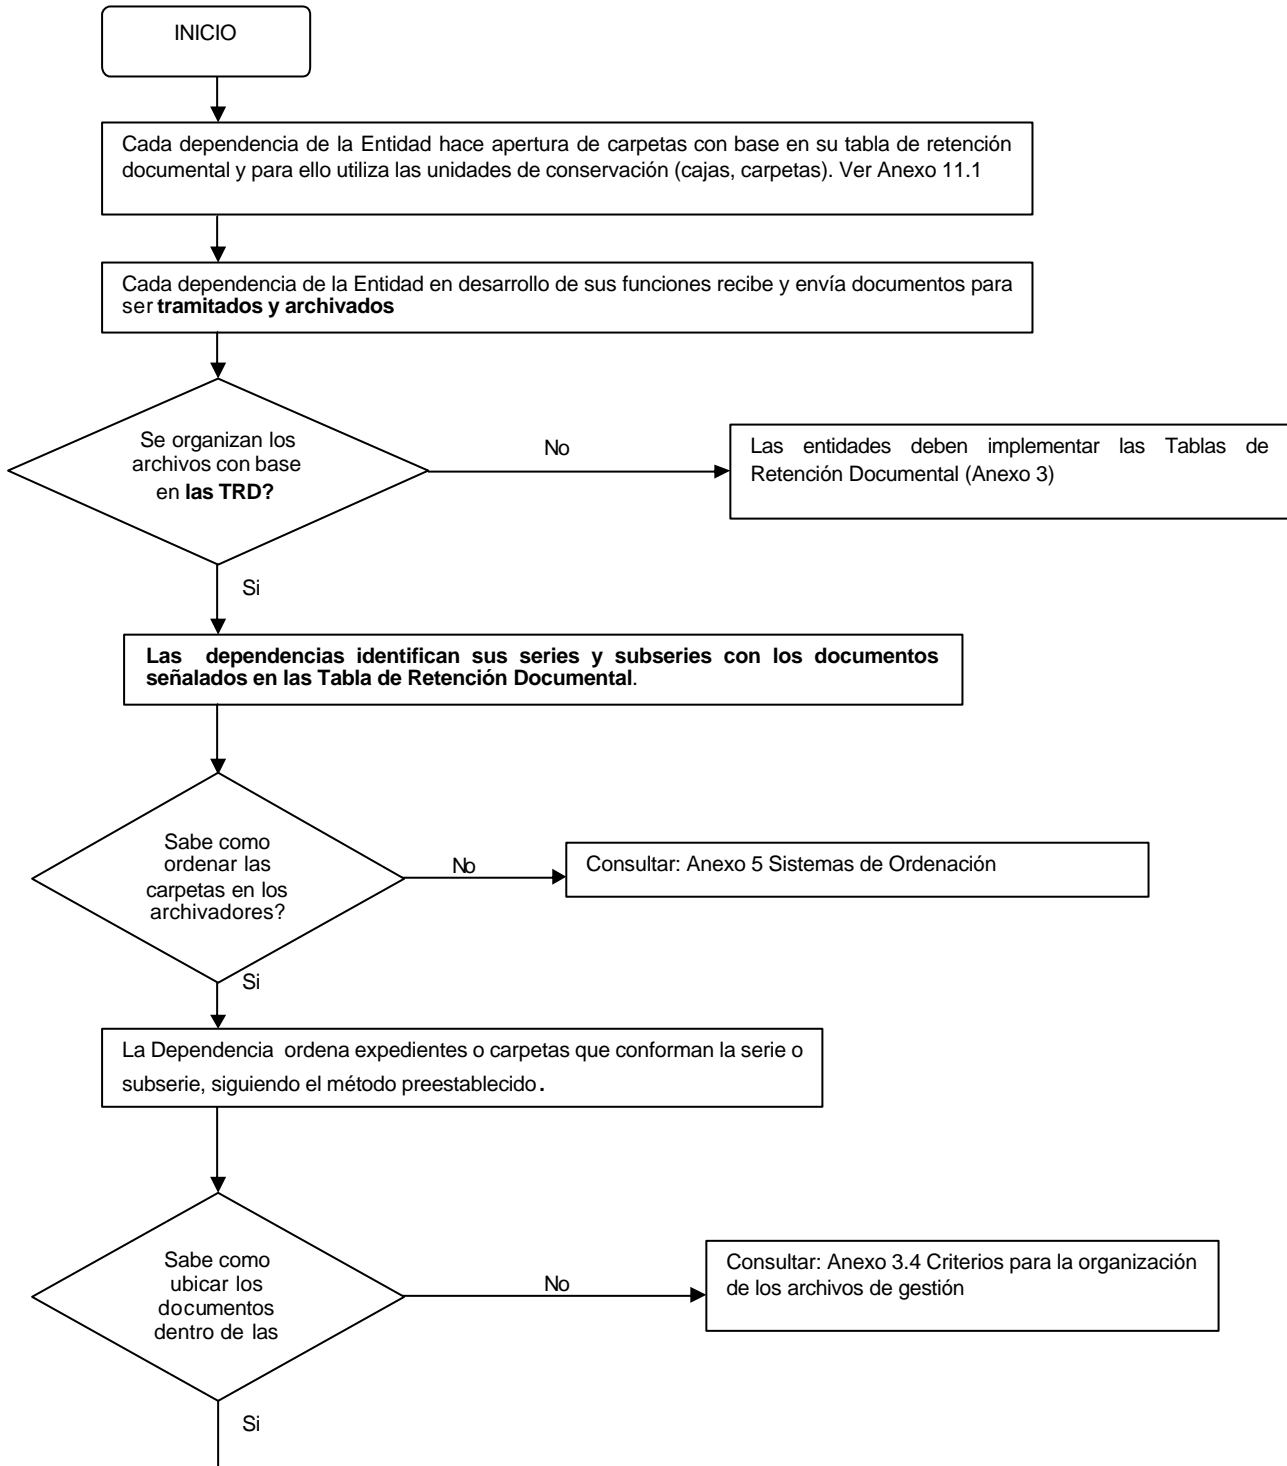 INICIO
Cada dependencia de la Entidad hace apertura de carpetas con base en su tabla de retención
documental y para ello utiliza las unidades de conservación (cajas, carpetas). Ver Anexo 11.1
Cada dependencia de la Entidad en desarrollo de sus funciones recibe y envía documentos para
ser tramitados y archivados
Se organizan los
archivos con base
en las TRD?
No
Las entidades deben implementar las Tablas de
Retención Documental (Anexo 3)
Si
Las dependencias identifican sus series y subseries con los documentos
señalados en las Tabla de Retención Documental.
Sabe como
ordenar las
carpetas en los
archivadores?
No
Consultar: Anexo 5 Sistemas de Ordenación
Si
La Dependencia ordena expedientes o carpetas que conforman la serie o
subserie, siguiendo el método preestablecido.
Sabe como
ubicar los
documentos
dentro de las
No
Consultar: Anexo 3.4 Criterios para la organización
de los archivos de gestión
Si